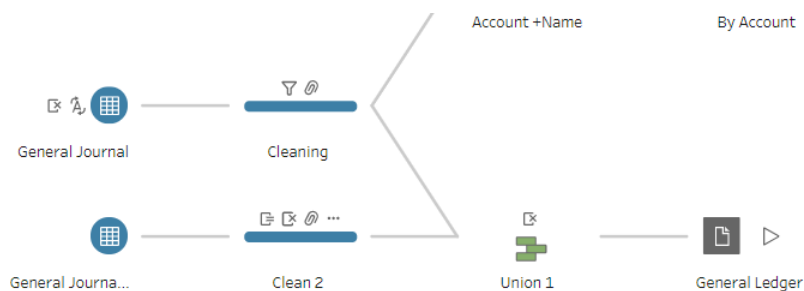 Account +Name
By Account
General Journal
Cleaning
General Journa...
Clean 2
Union 1
General Ledger